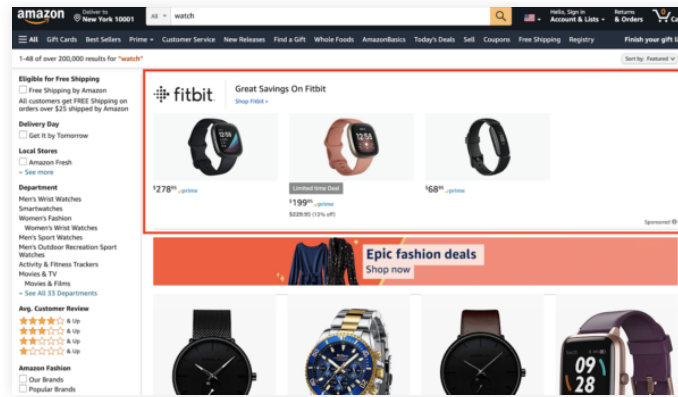 amazon
Deliver to
New York 10001
All
watch
Hello, Sign in
Account & Lists
Returns
& Orders
All Gift Cards Best Sellers Prime Customer Service New Releases Find a Gift Whole Foods AmazonBasics Today's Deals Sell Coupons Free Shipping Registry
Finish your gift li
1-48 of over 200,000 results for "watch"
Sort by: Featured
Eligible for Free Shipping
Free Shipping by Amazon
All customers get FREE Shipping on
orders over $25 shipped by Amazon
Delivery Day
Get It by Tomorrow
Local Stores
Amazon Fresh
See more
Department
Men's Wrist Watches
Smartwatches
Women's Fashion
Women's Wrist Watches
Men's Sport Watches
Men's Outdoor Recreation Sport
Watches
Activity & Fitness Trackers
Movies & TV
Movies & Films
See All 33 Departments
Avg. Customer Review
& Up
& Up
& Up
& Up
Amazon Fashion
Our Brands
Popular Brands
fitbit
Great Savings On Fitbit
Shop Fitbit ›
$278⁹⁵ prime
Limited time Deal
$199⁹⁵ prime
$229.95 (13% off)
$68⁹⁵ prime
Sponsored
Epic fashion deals
Shop now
09
28